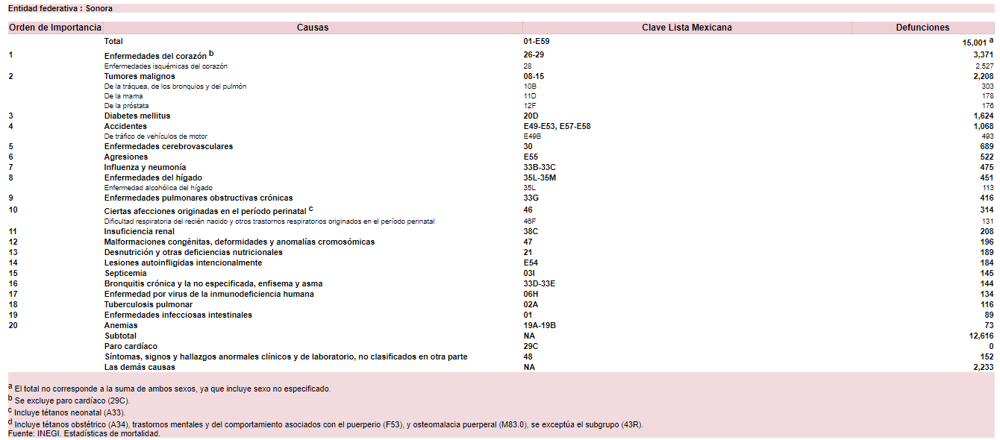 Entidad federativa : Sonora
Orden de Importancia Causas Clave Lista Mexicana Defunciones
Total 01-E59 15,001 a
1 Enfermedades del corazón b 26-29 3,371
Enfermedades isquémicas del corazón 28 2,527
2 Tumores malignos 08-15 2,208
De la tráquea, de los bronquios y del pulmón 10B 303
De la mama 11D 178
De la próstata 12F 176
3 Diabetes mellitus 20D 1,624
4 Accidentes E49-E53, E57-E58 1,068
De tráfico de vehículos de motor E49B 493
5 Enfermedades cerebrovasculares 30 689
6 Agresiones E55 522
7 Influenza y neumonía 33B-33C 475
8 Enfermedades del hígado 35L-35M 451
Enfermedad alcohólica del hígado 35L 113
9 Enfermedades pulmonares obstructivas crónicas 33G 416
10 Ciertas afecciones originadas en el período perinatal c 46 314
Dificultad respiratoria del recién nacido y otros trastornos respiratorios originados en el período perinatal 46F 131
11 Insuficiencia renal 38C 208
12 Malformaciones congénitas, deformidades y anomalías cromosómicas 47 196
13 Desnutrición y otras deficiencias nutricionales 21 189
14 Lesiones autoinfligidas intencionalmente E54 184
15 Septicemia 03I 145
16 Bronquitis crónica y la no especificada, enfisema y asma 33D-33E 144
17 Enfermedad por virus de la inmunodeficiencia humana 06H 134
18 Tuberculosis pulmonar 02A 116
19 Enfermedades infecciosas intestinales 01 89
20 Anemias 19A-19B 73
Subtotal NA 12,616
Paro cardíaco 29C 0
Síntomas, signos y hallazgos anormales clínicos y de laboratorio, no clasificados en otra parte 48 152
Las demás causas NA 2,233
a El total no corresponde a la suma de ambos sexos, ya que incluye sexo no especificado.
b Se excluye paro cardíaco (29C).
c Incluye tétanos neonatal (A33).
d Incluye tétanos obstétrico (A34), trastornos mentales y del comportamiento asociados con el puerperio (F53), y osteomalacia puerperal (M83.0), se exceptúa el subgrupo (43R).
Fuente: INEGI. Estadísticas de mortalidad.